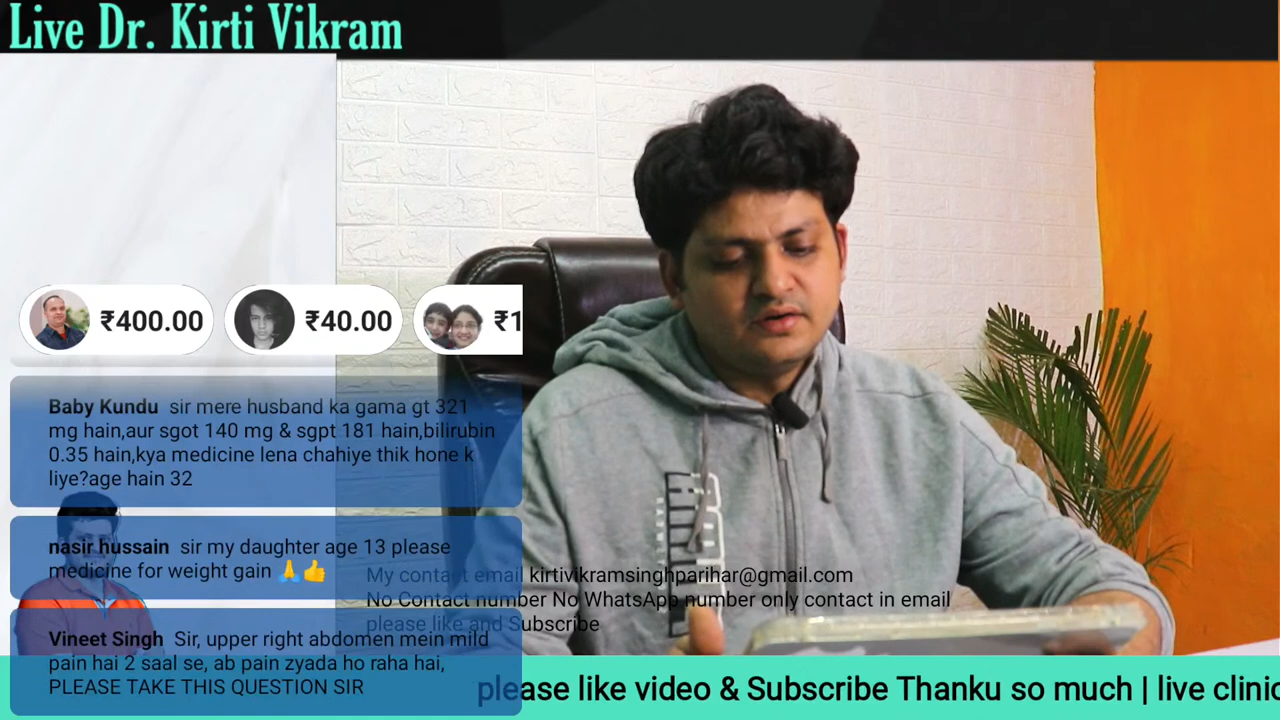 Live Dr. Kirti Vikram
₹400.00
₹40.00
₹1
Baby Kundu sir mere husband ka gama gt 321
mg hain,aur sgot 140 mg & sgpt 181 hain,bilirubin
0.35 hain,kya medicine lena chahiye thik hone k
liye?age hain 32
nasir hussain sir my daughter age 13 please
medicine for weight gain 🙏👍
My contact email kirtivikramsinghparihar@gmail.com
No Contact number No WhatsApp number only contact in email
please like and Subscribe
Vineet Singh Sir, upper right abdomen mein mild
pain hai 2 saal se, ab pain zyada ho raha hai,
PLEASE TAKE THIS QUESTION SIR
please like video & Subscribe Thanku so much | live clinic